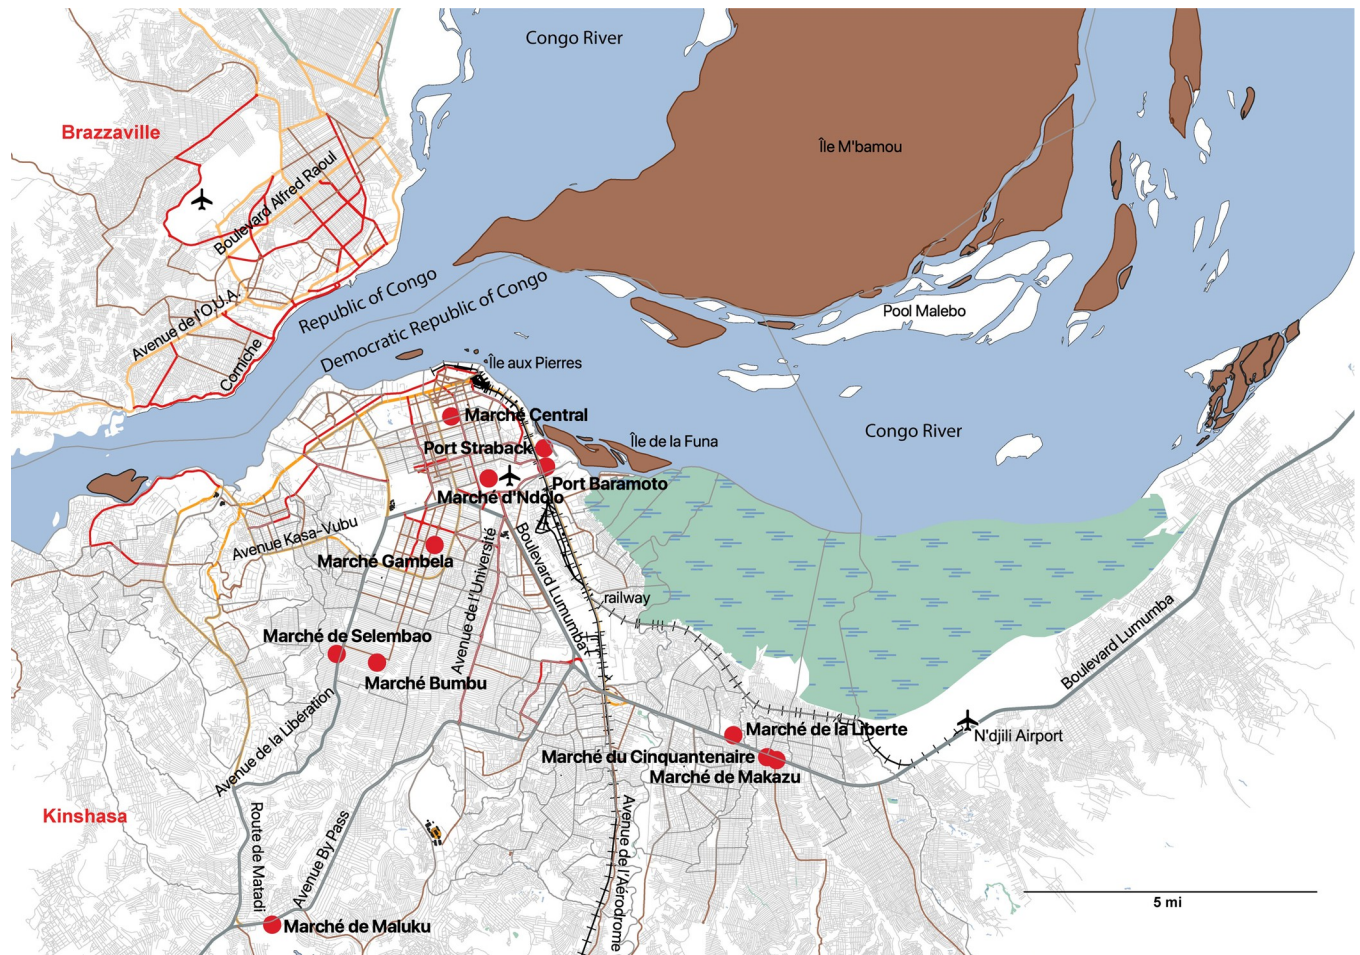 Congo River
Brazzaville
Île M'bamou
Boulevard Alfred Raoul
Republic of Congo
Democratic Republic of Congo
Pool Malebo
Avenue de l'O.U.A.
Corniche
Île aux Pierres
Marché Central
Congo River
Île de la Funa
Port Straback
Port Baramoto
Marché d'Ndolo
Avenue Kasa-Vubu
Marché Gambela
Avenue de l'Université
Boulevard Lumumba
railway
Boulevard Lumumba
Marché de Selembao
Marché Bumbu
Avenue de la Libération
Marché de la Liberte
N'djili Airport
Marché du Cinquantenaire
Marché de Makazu
Kinshasa
Route de Matadi
Avenue By Pass
Avenue de l'Aérodrome
5 mi
Marché de Maluku